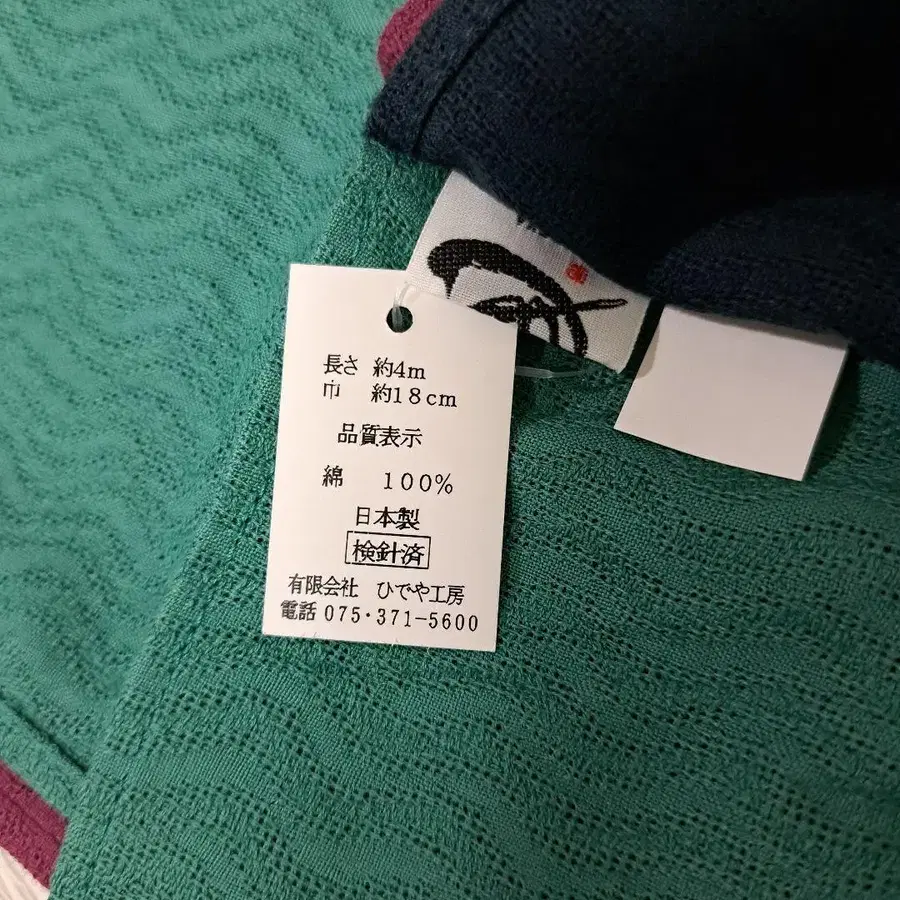 長さ 約4m
巾 約18cm
品質表示
綿 100%
日本製
検針済
有限会社 ひでや工房
電話 075・371-5600